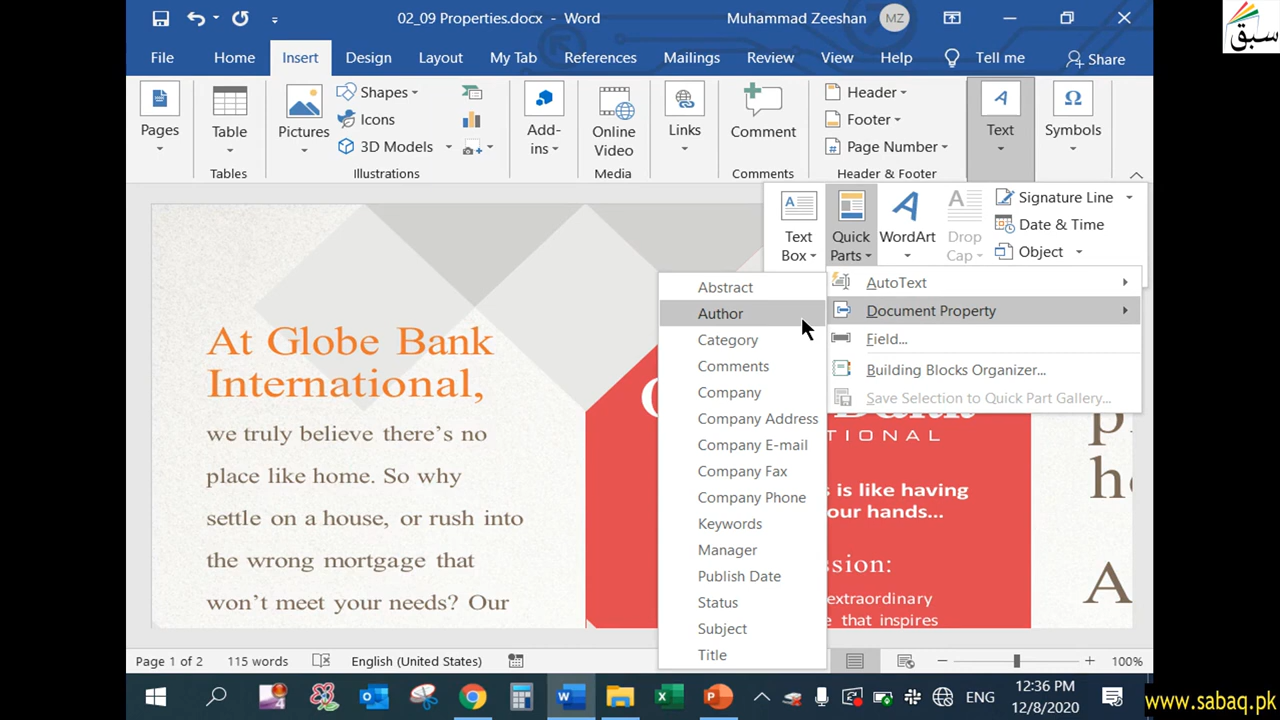 02_09 Properties.docx - Word
Muhammad Zeeshan
MZ
سبق
File Home Insert Design Layout My Tab References Mailings Review View Help Tell me Share
Pages
Table
Tables
Pictures
Shapes
Icons
3D Models
Illustrations
Add-
ins
Online
Video
Media
Links
Comment
Comments
Header
Footer
Page Number
Header & Footer
Text
Symbols
Text
Box
Quick
Parts
WordArt
Drop
Cap
Signature Line
Date & Time
Object
AutoText
Document Property
Field...
Building Blocks Organizer...
Save Selection to Quick Part Gallery...
Abstract
Author
Category
Comments
Company
Company Address
Company E-mail
Company Fax
Company Phone
Keywords
Manager
Publish Date
Status
Subject
Title
At Globe Bank
International,
we truly believe there's no
place like home. So why
settle on a house, or rush into
the wrong mortgage that
won't meet your needs? Our
TIONAL
is like having
our hands...
ssion:
extraordinary
that inspires
A
Page 1 of 2 115 words English (United States) 100%
ENG
12:36 PM
12/8/2020
www.sabaq.pk